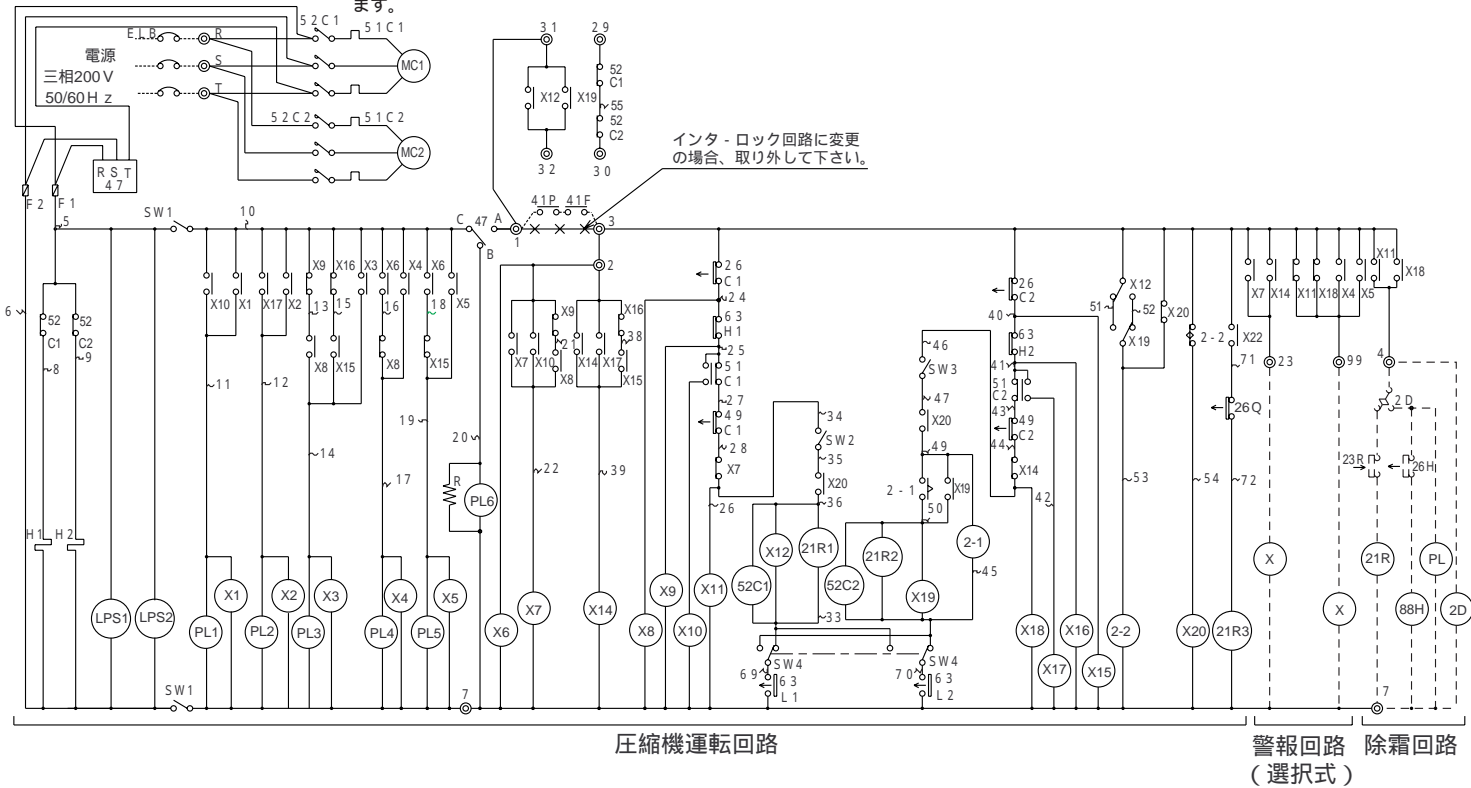 ます。
52C1
51C1
ELB
R
電源
三相200V
50/60Hz
S
T
MC1
52C2
51C2
MC2
R S T
47
F2
F1
31
29
X12
X19
52
C1
55
52
C2
32
30
インタ-ロック回路に変更
の場合、取り外して下さい。
5
SW1
10
C 47 A
B
1
41P
41F
3
2
6
52
C1
52
C2
8
9
X10
X1
X17
X2
X9
X16
X3
X6
X4
X6
X5
13
15
16
18
X8
X15
X8
X15
11
12
14
17
19
20
R
PL6
X7
X10
X9
21
X8
X14
X17
X16
38
X15
22
39
26
C1
24
63
H1
25
51
C1
27
49
C1
28
X7
26
34
SW2
35
X20
36
46
SW3
47
X20
49
2-1
X19
50
45
26
C2
40
63
H2
41
51
C2
43
49
C2
44
X14
42
51
X12
52
X19
X20
53
2-2
54
X22
71
26Q
72
X7
X14
X11
X18
X4
X5
X11
X18
23
99
4
2D
23R
26H
H1
H2
LPS1
LPS2
PL1
X1
PL2
X2
PL3
X3
PL4
X4
PL5
X5
X6
X7
X14
X8
X9
X10
X11
52C1
X12
21R1
33
52C2
21R2
X19
2-1
X18
X17
X16
X15
2-2
X20
21R3
X
X
21R
88H
PL
2D
SW1
7
69
SW4
63
L1
70
SW4
63
L2
7
圧縮機運転回路
警報回路
(選択式)
除霜回路